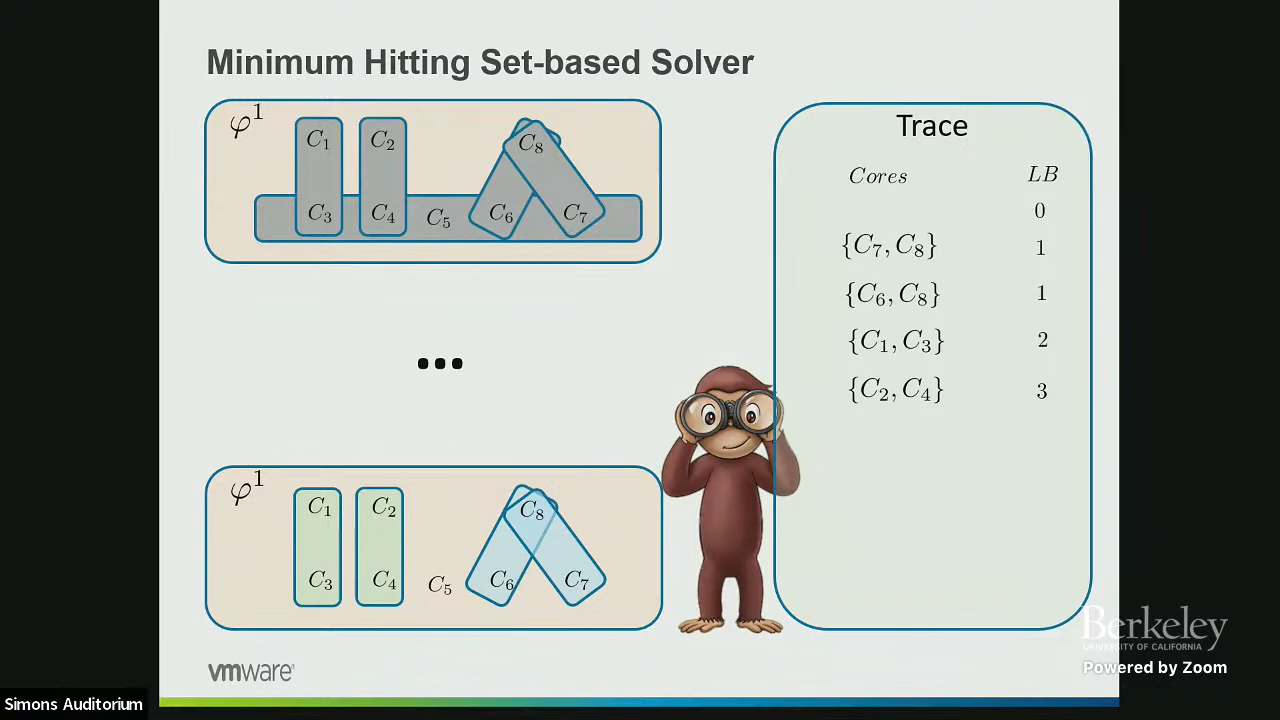 Minimum Hitting Set-based Solver
φ¹
C₁ C₂ C₈
C₃ C₄ C₅ C₆ C₇
...
φ¹
C₁ C₂ C₈
C₃ C₄ C₅ C₆ C₇
Trace
Cores LB
0
{C₇, C₈} 1
{C₆, C₈} 1
{C₁, C₃} 2
{C₂, C₄} 3
vmware®
Berkeley
UNIVERSITY OF CALIFORNIA
Powered by Zoom
Simons Auditorium